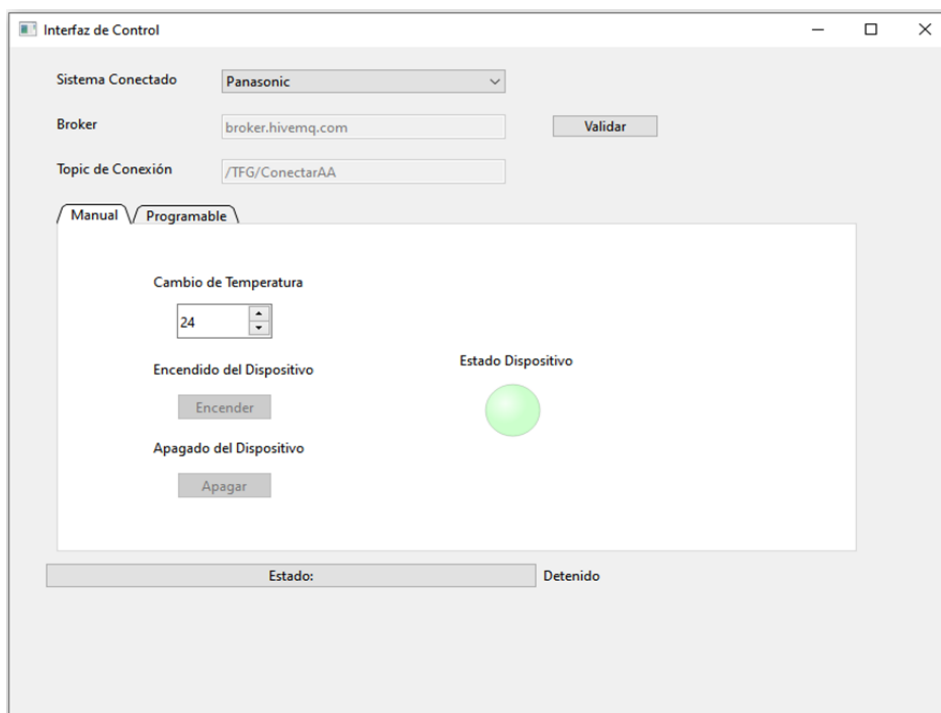 Interfaz de Control
Sistema Conectado Panasonic
Broker broker.hivemq.com Validar
Topic de Conexión /TFG/ConectarAA
Manual Programable
Cambio de Temperatura
24
Encendido del Dispositivo Estado Dispositivo
Encender
Apagado del Dispositivo
Apagar
Estado: Detenido